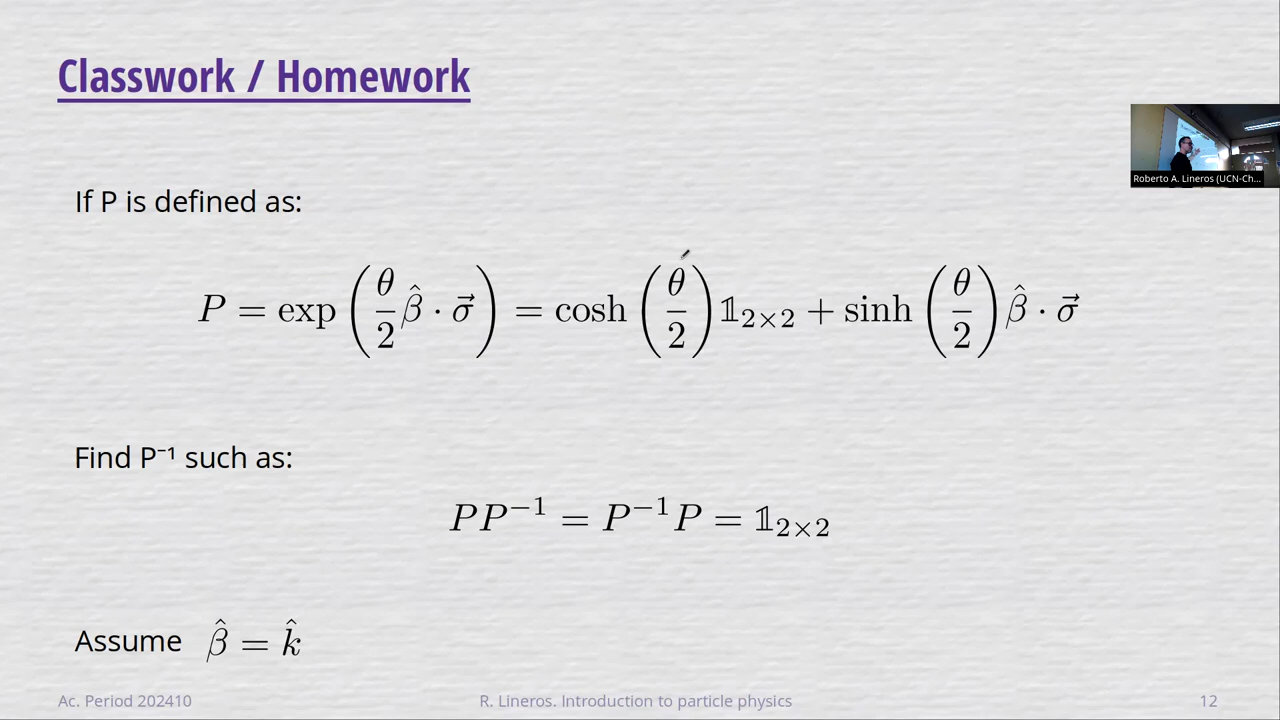 Classwork / Homework
Roberto A. Lineros (UCN-Ch...
If P is defined as:
P = exp(θ/2 β̂ · σ⃗) = cosh(θ/2) 𝟙₂ₓ₂ + sinh(θ/2) β̂ · σ⃗
Find P⁻¹ such as:
PP⁻¹ = P⁻¹P = 𝟙₂ₓ₂
Assume β̂ = k̂
Ac. Period 202410 R. Lineros. Introduction to particle physics 12